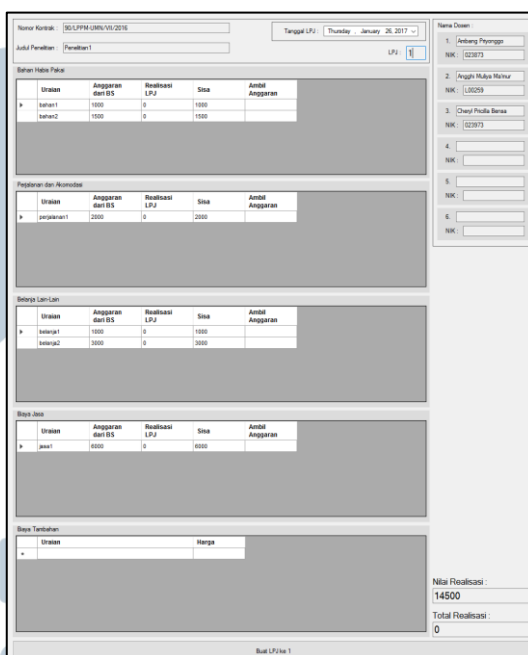 Nomor Kontrak : 90/LPPM-UMN/VII/2016
Tanggal LPJ : Thursday , January 26, 2017
Judul Penelitian : Penelitian1
LPJ : 1
Bahan Habis Pakai
Uraian Anggaran dari BS Realisasi LPJ Sisa Ambil Anggaran
bahan1 1000 0 1000
bahan2 1500 0 1500
Perjalanan dan Akomodasi
Uraian Anggaran dari BS Realisasi LPJ Sisa Ambil Anggaran
perjalanan1 2000 0 2000
Belanja Lain-Lain
Uraian Anggaran dari BS Realisasi LPJ Sisa Ambil Anggaran
belanja1 1000 0 1000
belanja2 3000 0 3000
Biaya Jasa
Uraian Anggaran dari BS Realisasi LPJ Sisa Ambil Anggaran
jasa1 6000 0 6000
Biaya Tambahan
Uraian Harga
Buat LPJ ke 1
Nama Dosen :
1. Ambang Priyonggo
NIK : 023873
2. Angghi Muliya Ma'mur
NIK : L00259
3. Cheryl Pricilla Bensa
NIK : 023973
4.
NIK :
5.
NIK :
6.
NIK :
Nilai Realisasi :
14500
Total Realisasi :
0